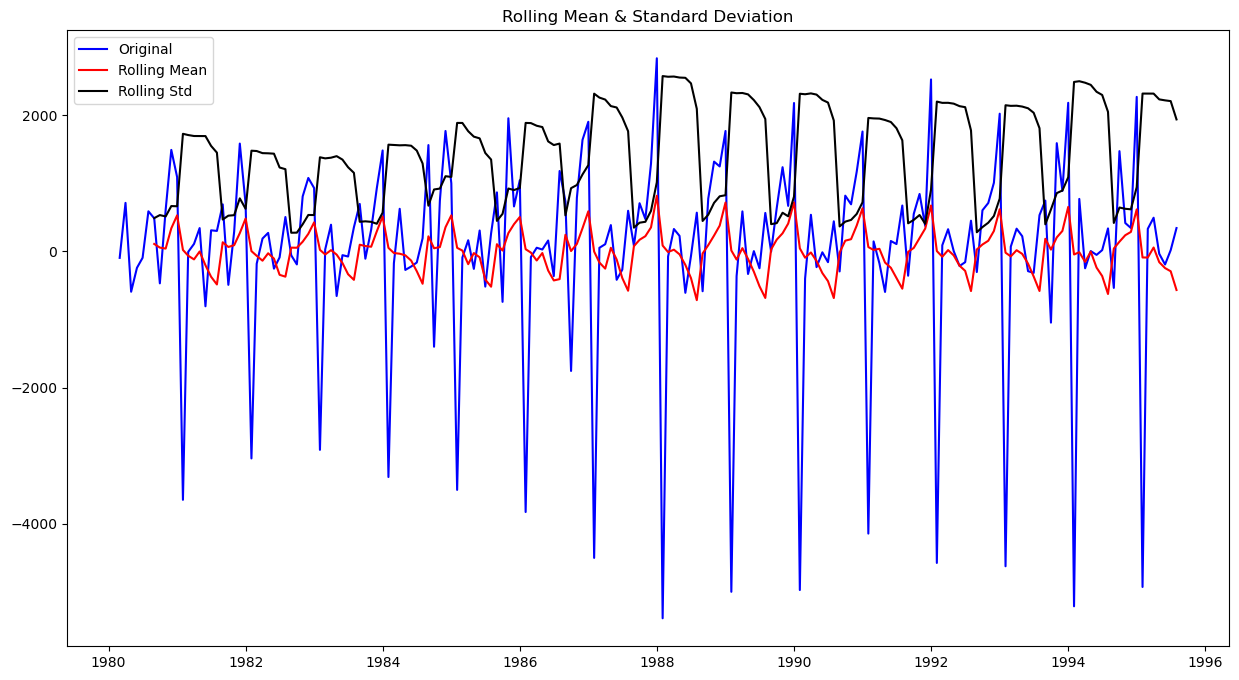 Rolling Mean & Standard Deviation
Original
Rolling Mean
Rolling Std
2000
0
−2000
−4000
1980 1982 1984 1986 1988 1990 1992 1994 1996